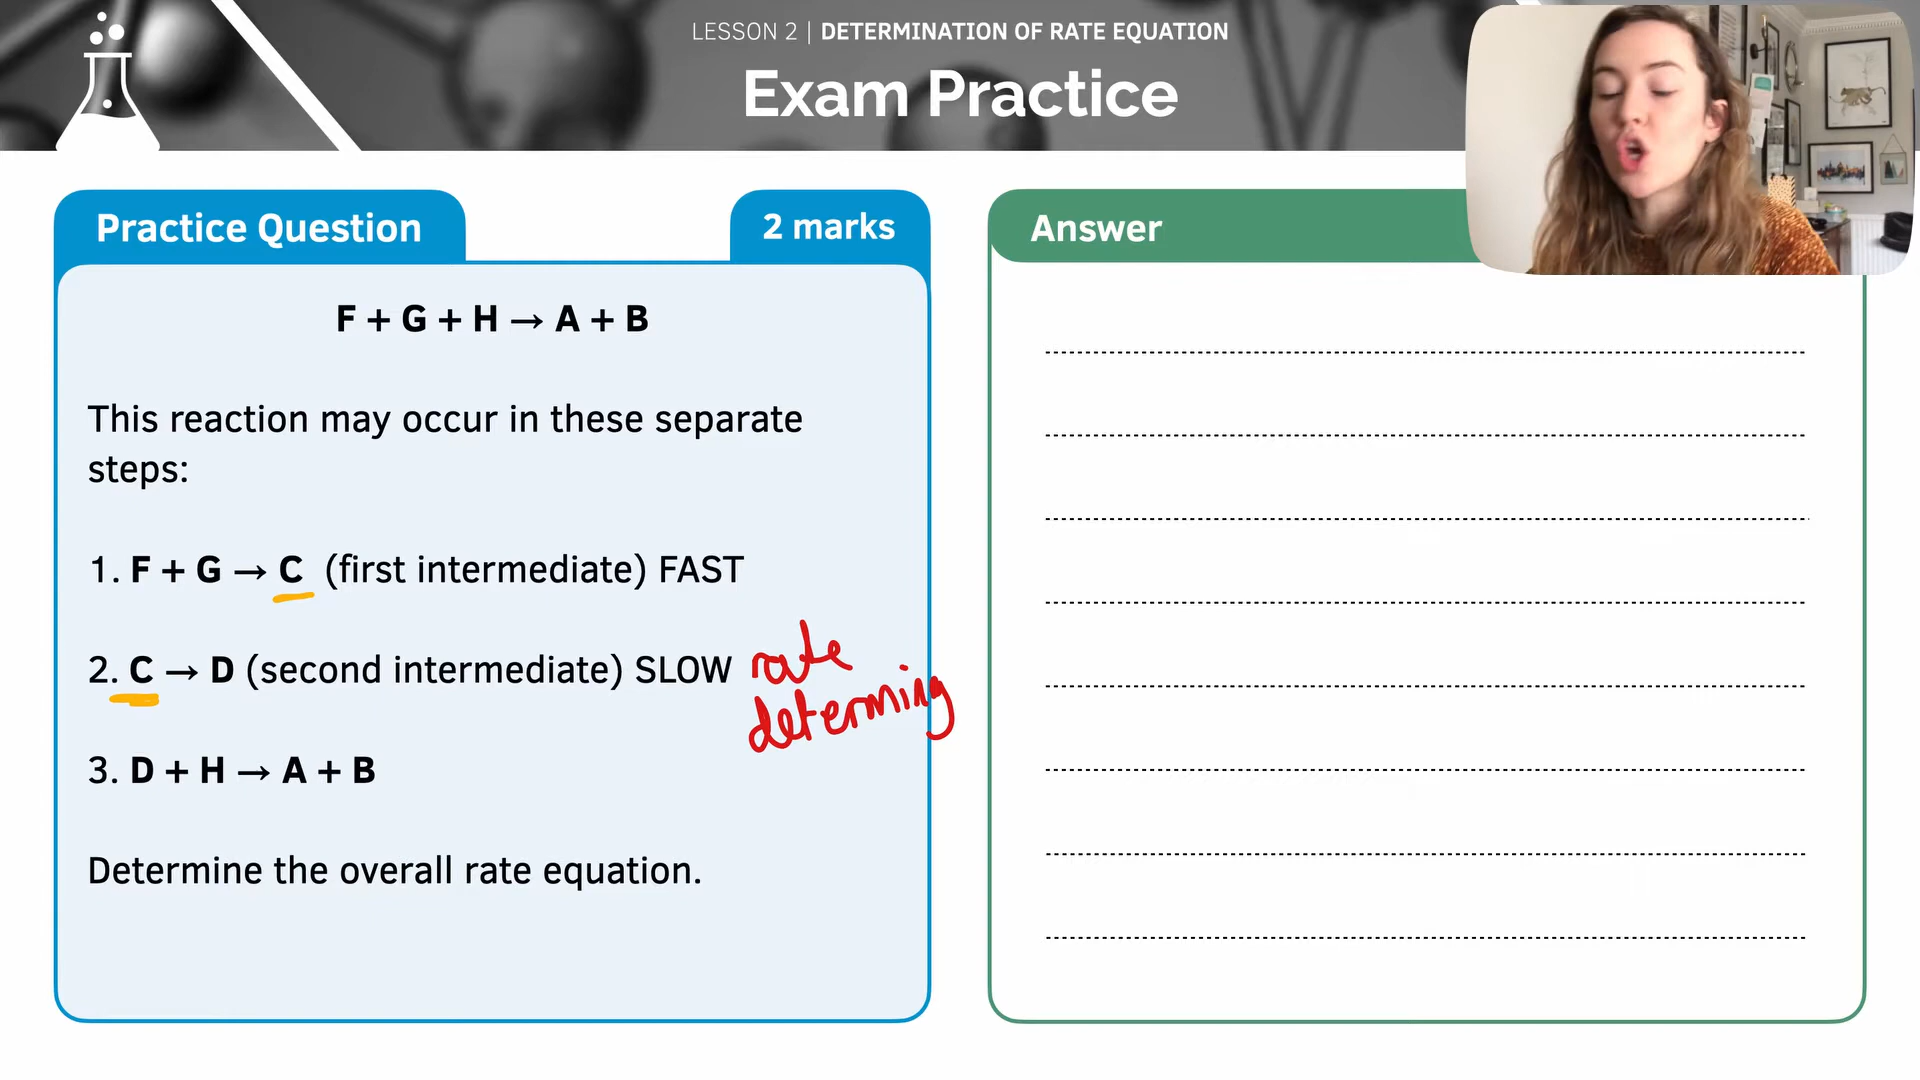 LESSON 2 | DETERMINATION OF RATE EQUATION
Exam Practice
Practice Question
2 marks
F + G + H → A + B
This reaction may occur in these separate
steps:
1. F + G → C (first intermediate) FAST
2. C → D (second intermediate) SLOW
rate
determing
3. D + H → A + B
Determine the overall rate equation.
Answer